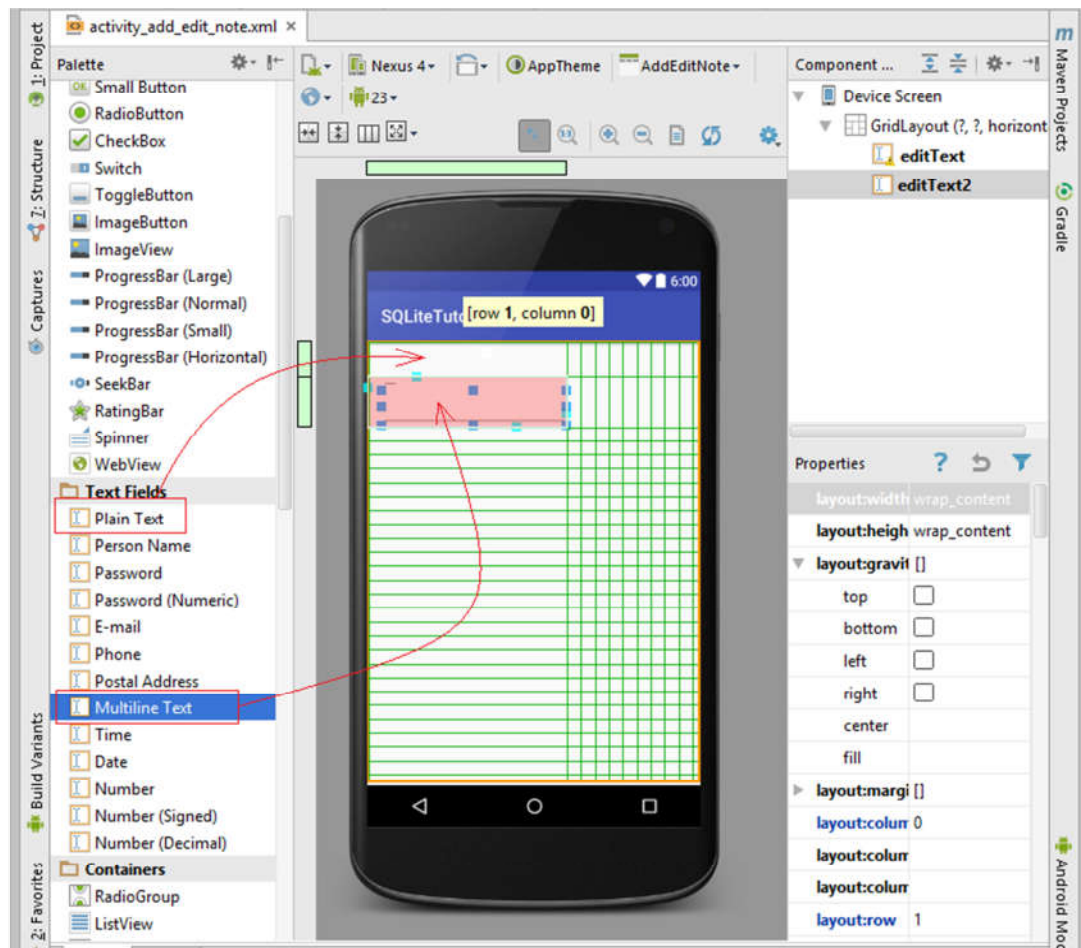 activity_add_edit_note.xml ×
1: Project
7: Structure
Captures
Build Variants
2: Favorites
Palette
Small Button
RadioButton
CheckBox
Switch
ToggleButton
ImageButton
ImageView
ProgressBar (Large)
ProgressBar (Normal)
ProgressBar (Small)
ProgressBar (Horizontal)
SeekBar
RatingBar
Spinner
WebView
Text Fields
Plain Text
Person Name
Password
Password (Numeric)
E-mail
Phone
Postal Address
Multiline Text
Time
Date
Number
Number (Signed)
Number (Decimal)
Containers
RadioGroup
ListView
Nexus 4
AppTheme
AddEditNote
23
6:00
SQLiteTut
[row 1, column 0]
Component ...
Device Screen
GridLayout (?, ?, horizont
editText
editText2
Properties
layout:width wrap_content
layout:heigh wrap_content
layout:gravit []
top
bottom
left
right
center
fill
layout:margi []
layout:colum 0
layout:colum
layout:colum
layout:row 1
m
Maven Projects
Gradle
Android Mod